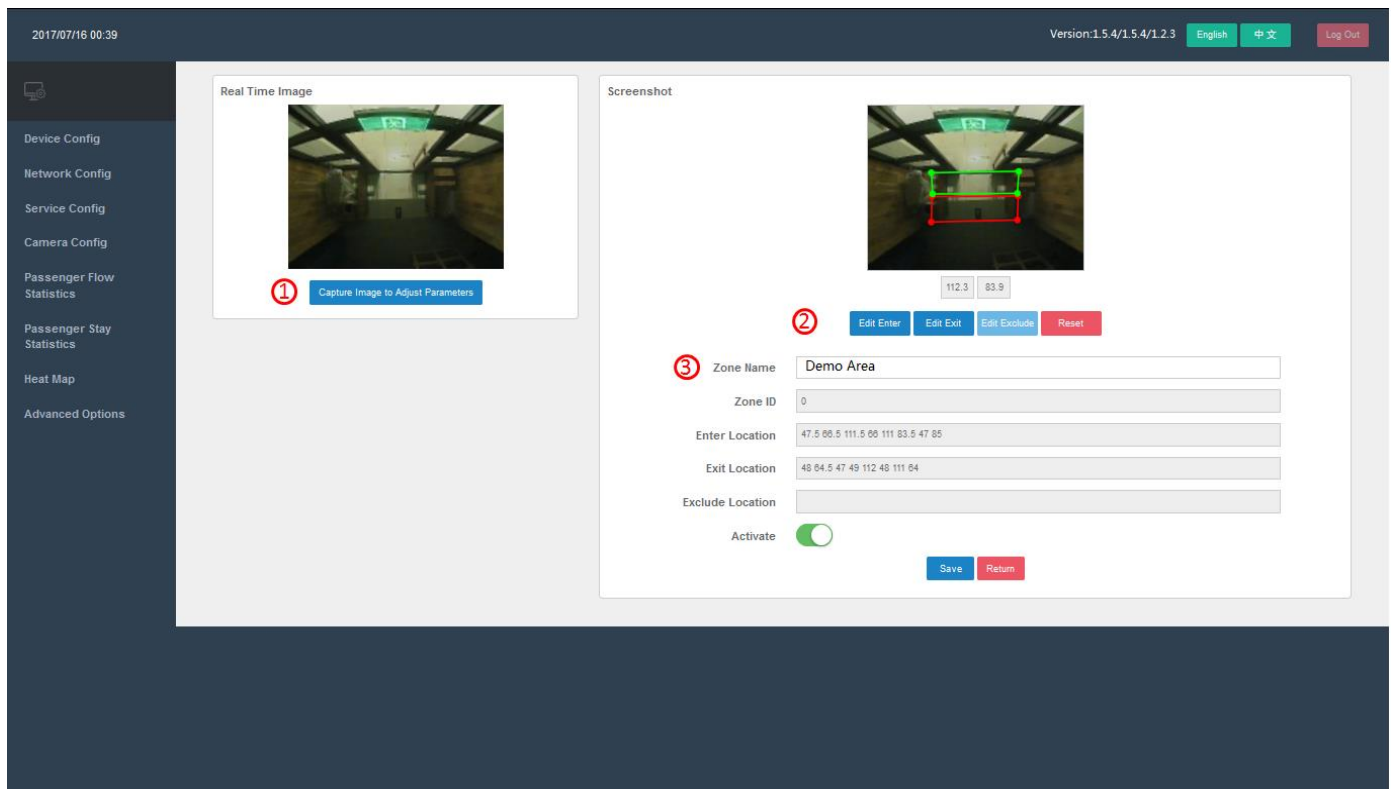 2017/07/16 00:39
Version:1.5.4/1.5.4/1.2.3
English
中文
Log Out
Device Config
Network Config
Service Config
Camera Config
Passenger Flow
Statistics
Passenger Stay
Statistics
Heat Map
Advanced Options
Real Time Image
① Capture Image to Adjust Parameters
Screenshot
112.3 83.9
② Edit Enter Edit Exit Edit Exclude Reset
③ Zone Name Demo Area
Zone ID 0
Enter Location 47.5 66.5 111.5 66 111 83.5 47 85
Exit Location 48 64.5 47 49 112 48 111 64
Exclude Location
Activate
Save Return